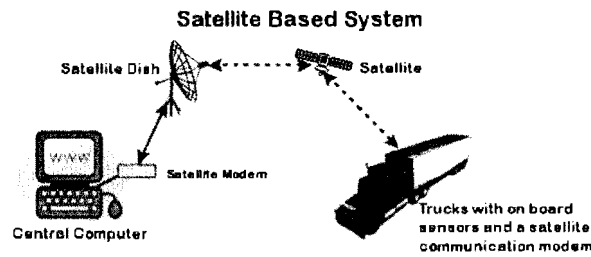 Satellite Based System
Satellite Dish
Satellite
WWW
Satellite Modem
Central Computer
Trucks with on board
sensors and a satellite
communication modem